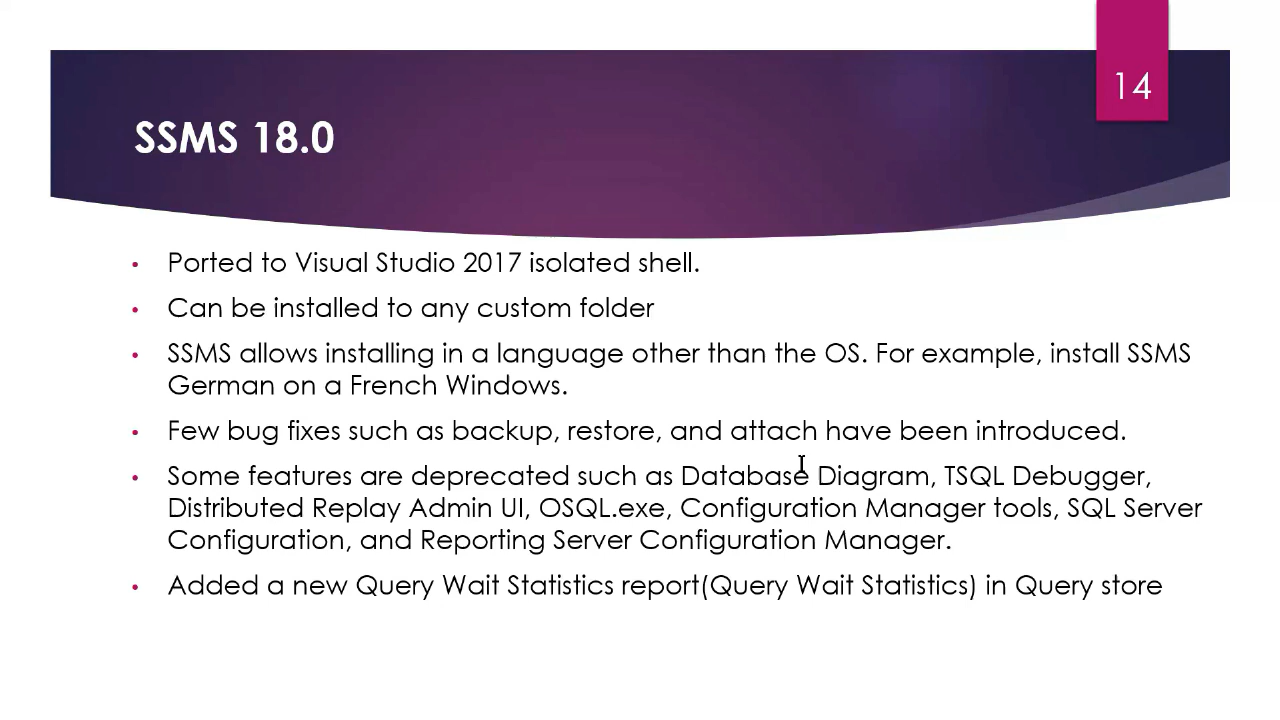 14
SSMS 18.0
• Ported to Visual Studio 2017 isolated shell.
• Can be installed to any custom folder
• SSMS allows installing in a language other than the OS. For example, install SSMS
German on a French Windows.
• Few bug fixes such as backup, restore, and attach have been introduced.
• Some features are deprecated such as Database Diagram, TSQL Debugger,
Distributed Replay Admin UI, OSQL.exe, Configuration Manager tools, SQL Server
Configuration, and Reporting Server Configuration Manager.
• Added a new Query Wait Statistics report(Query Wait Statistics) in Query store